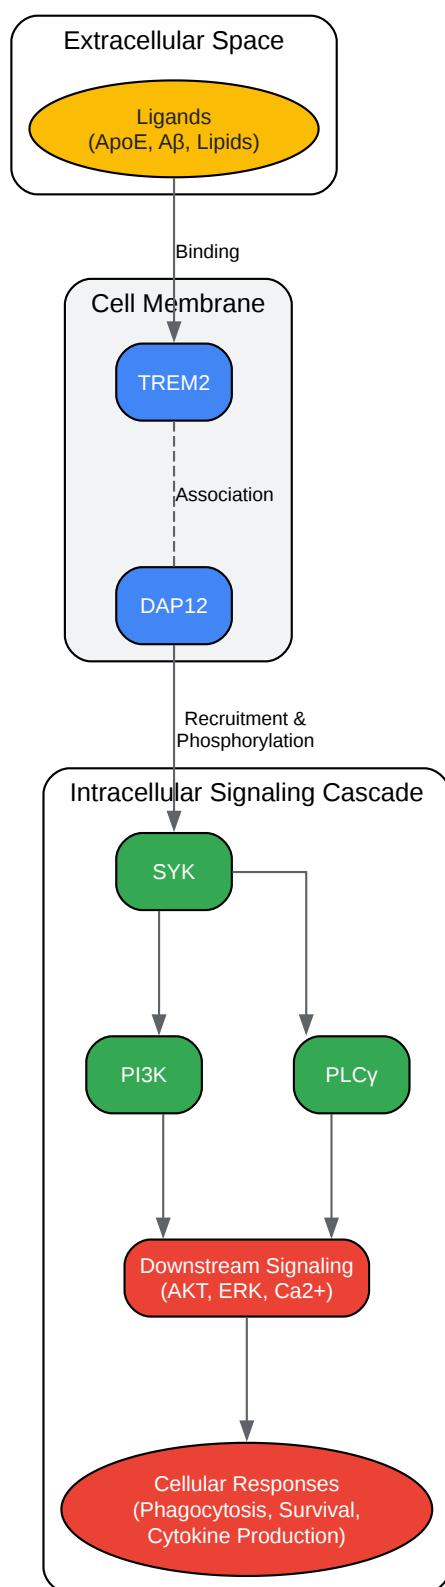 Extracellular Space
Ligands
(ApoE, Aβ, Lipids)
Binding
Cell Membrane
TREM2
Association
DAP12
Recruitment &
Phosphorylation
Intracellular Signaling Cascade
SYK
PI3K
PLCγ
Downstream Signaling
(AKT, ERK, Ca2+)
Cellular Responses
(Phagocytosis, Survival,
Cytokine Production)